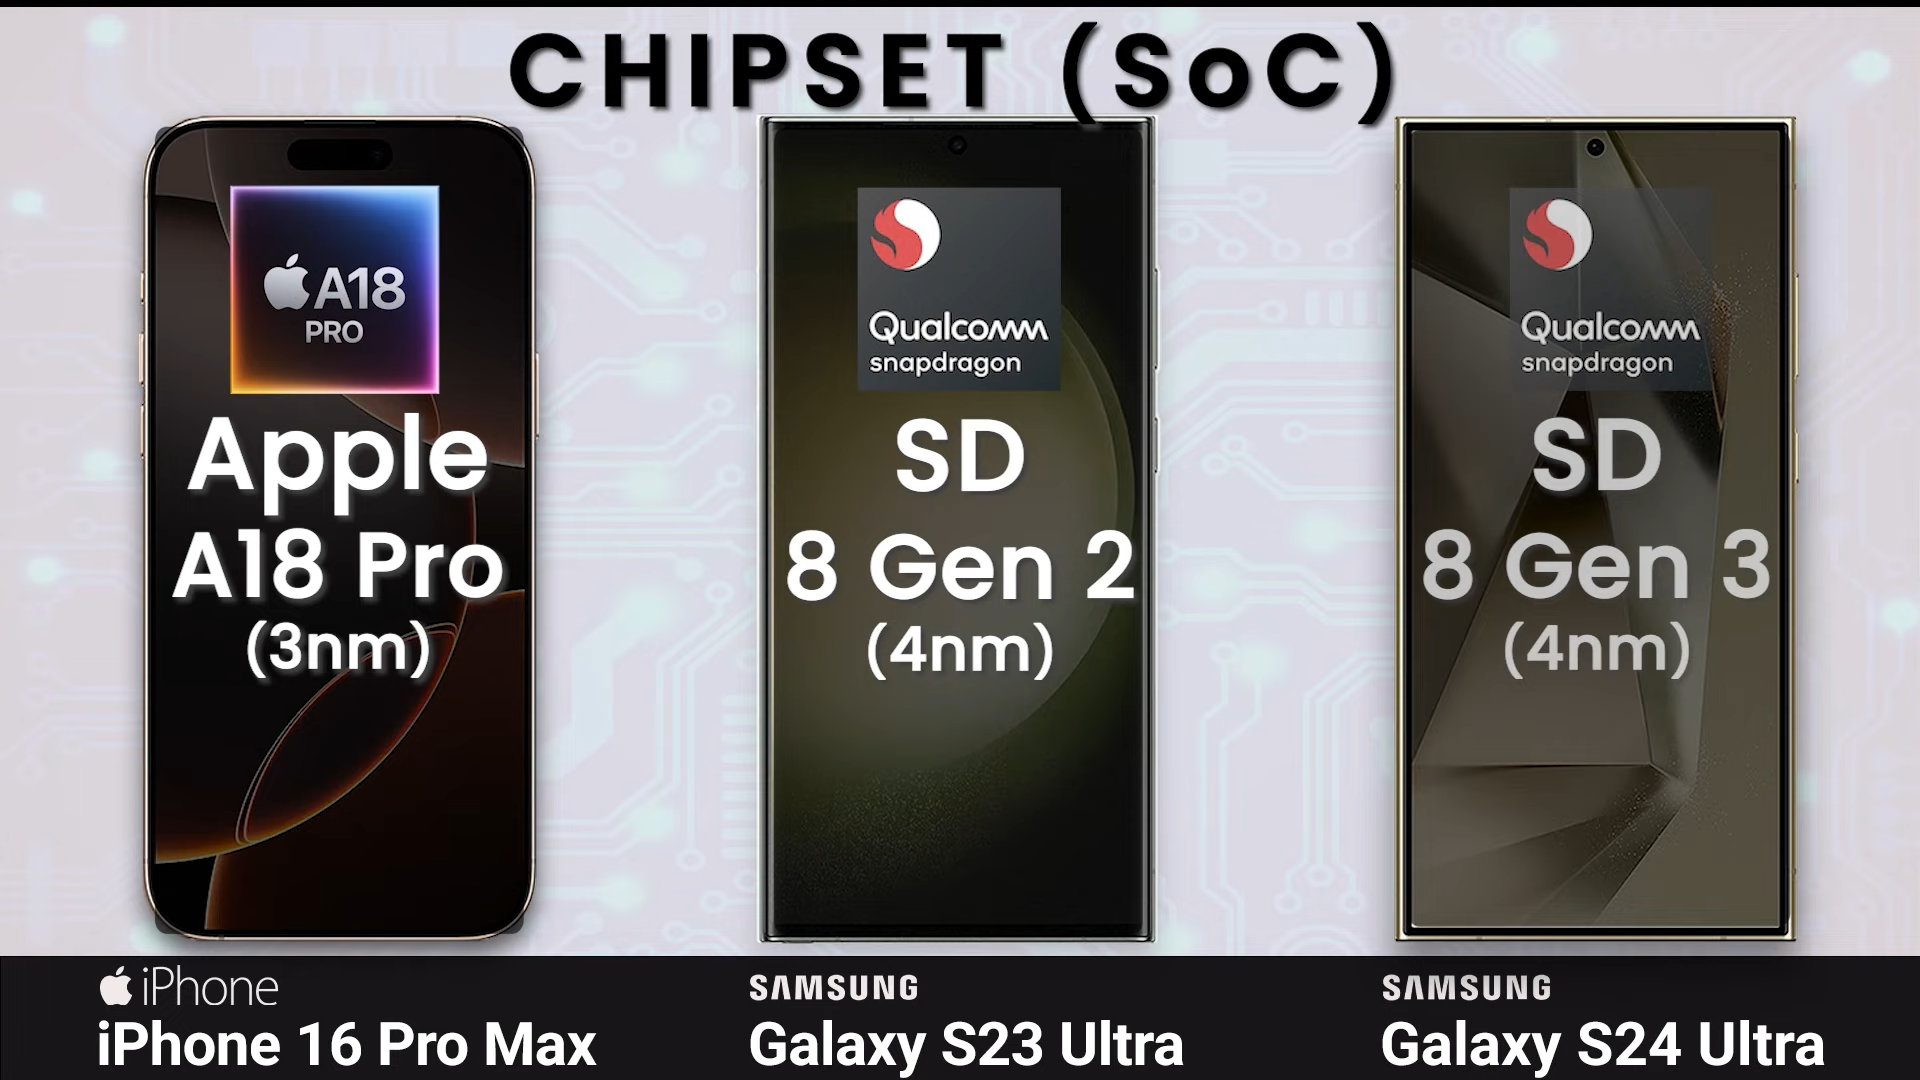 CHIPSET (SoC)
A18
PRO
Apple
A18 Pro
(3nm)
Qualcomm
snapdragon
SD
8 Gen 2
(4nm)
Qualcomm
snapdragon
SD
8 Gen 3
(4nm)
iPhone
iPhone 16 Pro Max
SAMSUNG
Galaxy S23 Ultra
SAMSUNG
Galaxy S24 Ultra